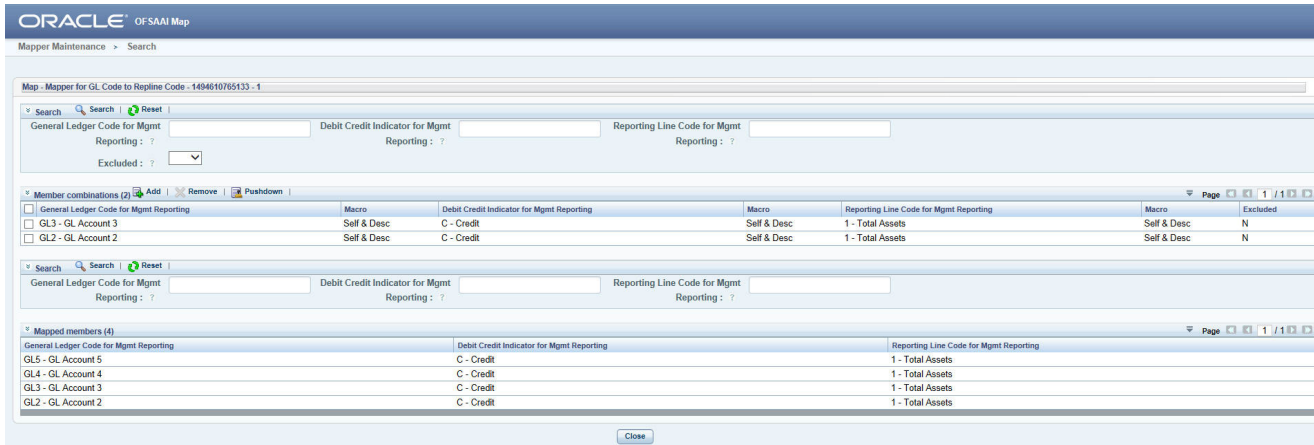 ORACLE® OFSAAI Map
Mapper Maintenance > Search
Map - Mapper for GL Code to Repline Code - 1494610765133 - 1
Search Search | Reset |
General Ledger Code for Mgmt Reporting : ? Debit Credit Indicator for Mgmt Reporting : ? Reporting Line Code for Mgmt Reporting : ?
Excluded : ?
Member combinations (2) Add | Remove | Pushdown | Page 1 / 1
General Ledger Code for Mgmt Reporting Macro Debit Credit Indicator for Mgmt Reporting Macro Reporting Line Code for Mgmt Reporting Macro Excluded
GL3 - GL Account 3 Self & Desc C - Credit Self & Desc 1 - Total Assets Self & Desc N
GL2 - GL Account 2 Self & Desc C - Credit Self & Desc 1 - Total Assets Self & Desc N
Search Search | Reset |
General Ledger Code for Mgmt Reporting : ? Debit Credit Indicator for Mgmt Reporting : ? Reporting Line Code for Mgmt Reporting : ?
Mapped members (4) Page 1 / 1
General Ledger Code for Mgmt Reporting Debit Credit Indicator for Mgmt Reporting Reporting Line Code for Mgmt Reporting
GL5 - GL Account 5 C - Credit 1 - Total Assets
GL4 - GL Account 4 C - Credit 1 - Total Assets
GL3 - GL Account 3 C - Credit 1 - Total Assets
GL2 - GL Account 2 C - Credit 1 - Total Assets
Close